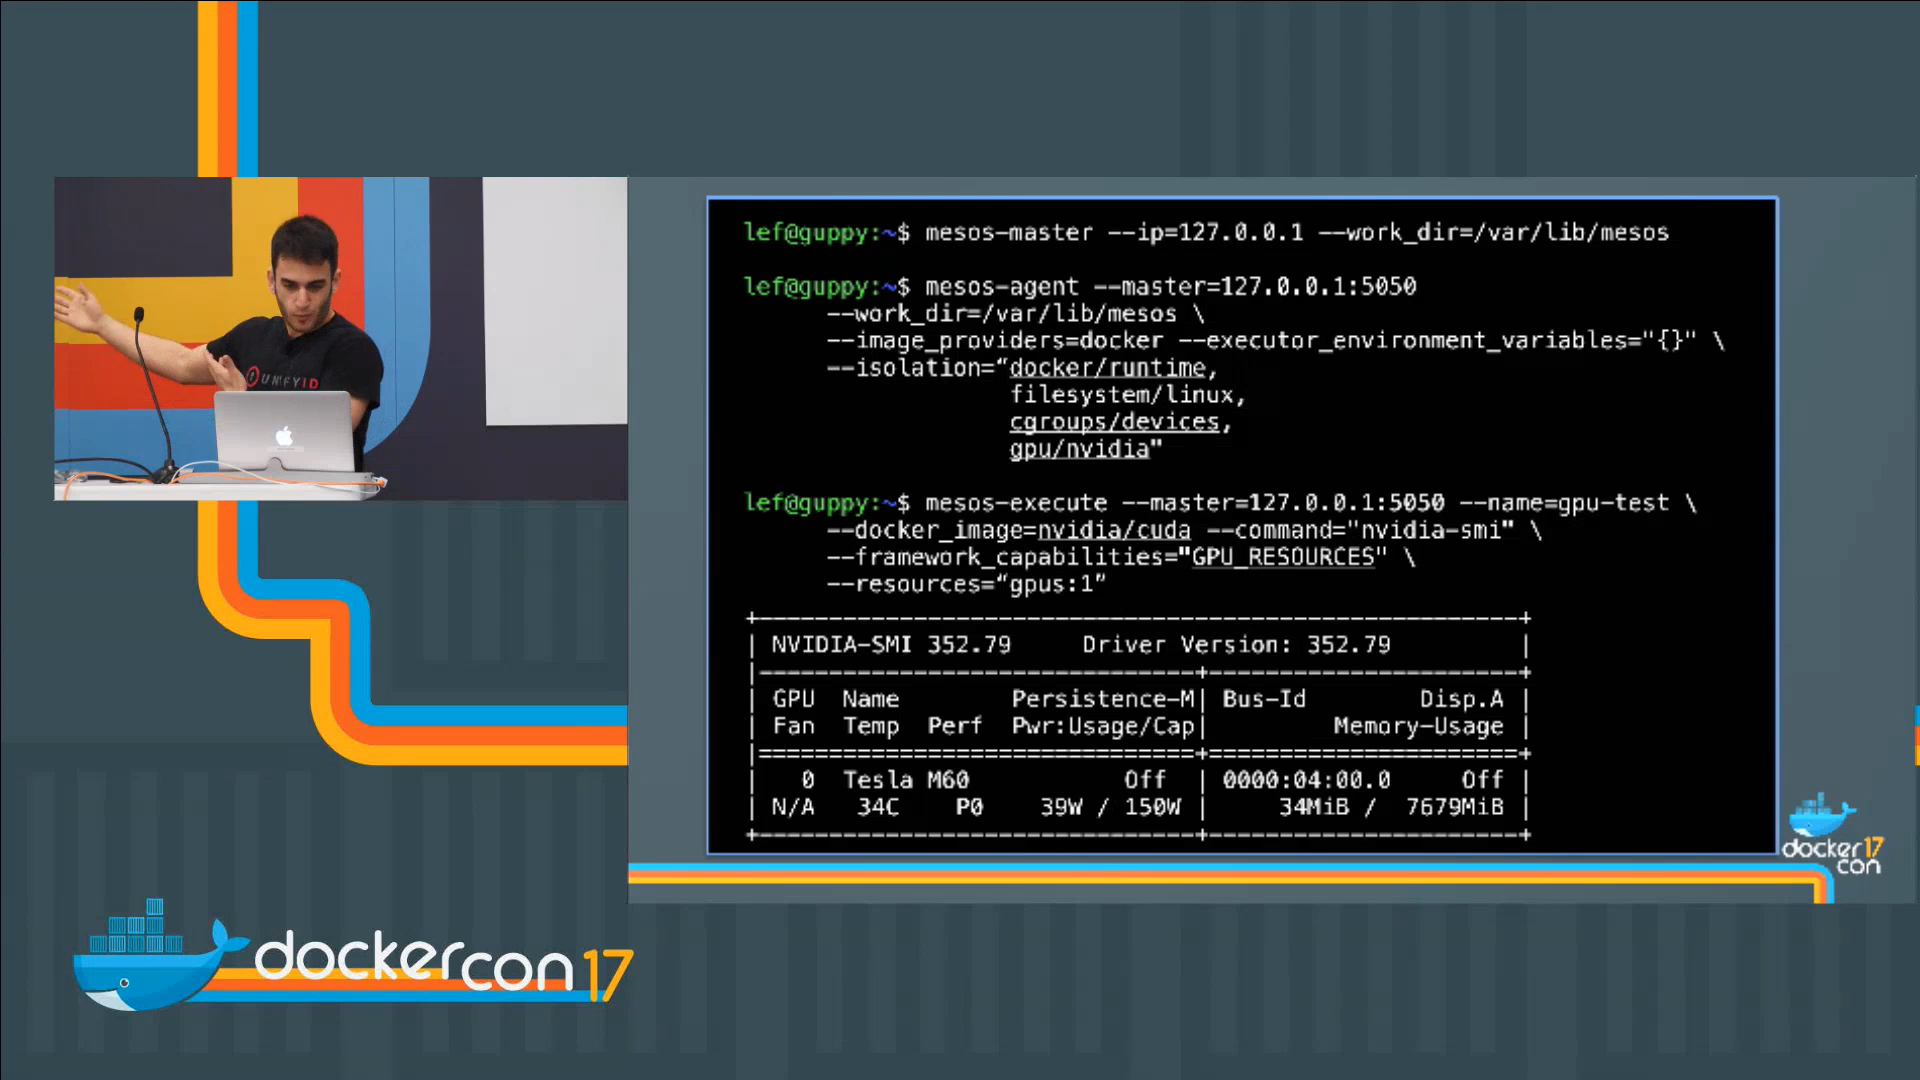 UNIFYID
lef@guppy:~$ mesos-master --ip=127.0.0.1 --work_dir=/var/lib/mesos
lef@guppy:~$ mesos-agent --master=127.0.0.1:5050
--work_dir=/var/lib/mesos \
--image_providers=docker --executor_environment_variables="{}" \
--isolation=“docker/runtime,
filesystem/linux,
cgroups/devices,
gpu/nvidia"
lef@guppy:~$ mesos-execute --master=127.0.0.1:5050 --name=gpu-test \
--docker_image=nvidia/cuda --command="nvidia-smi" \
--framework_capabilities="GPU_RESOURCES" \
--resources=“gpus:1”
+------------------------------------------------------+
| NVIDIA-SMI 352.79     Driver Version: 352.79         |
|-------------------------------+----------------------+
| GPU  Name        Persistence-M| Bus-Id        Disp.A |
| Fan  Temp  Perf  Pwr:Usage/Cap|         Memory-Usage |
|===============================+======================+
|   0  Tesla M60           Off  | 0000:04:00.0     Off |
| N/A   34C    P0    39W / 150W |    34MiB /  7679MiB |
+-------------------------------+----------------------+
docker17
con
dockercon17